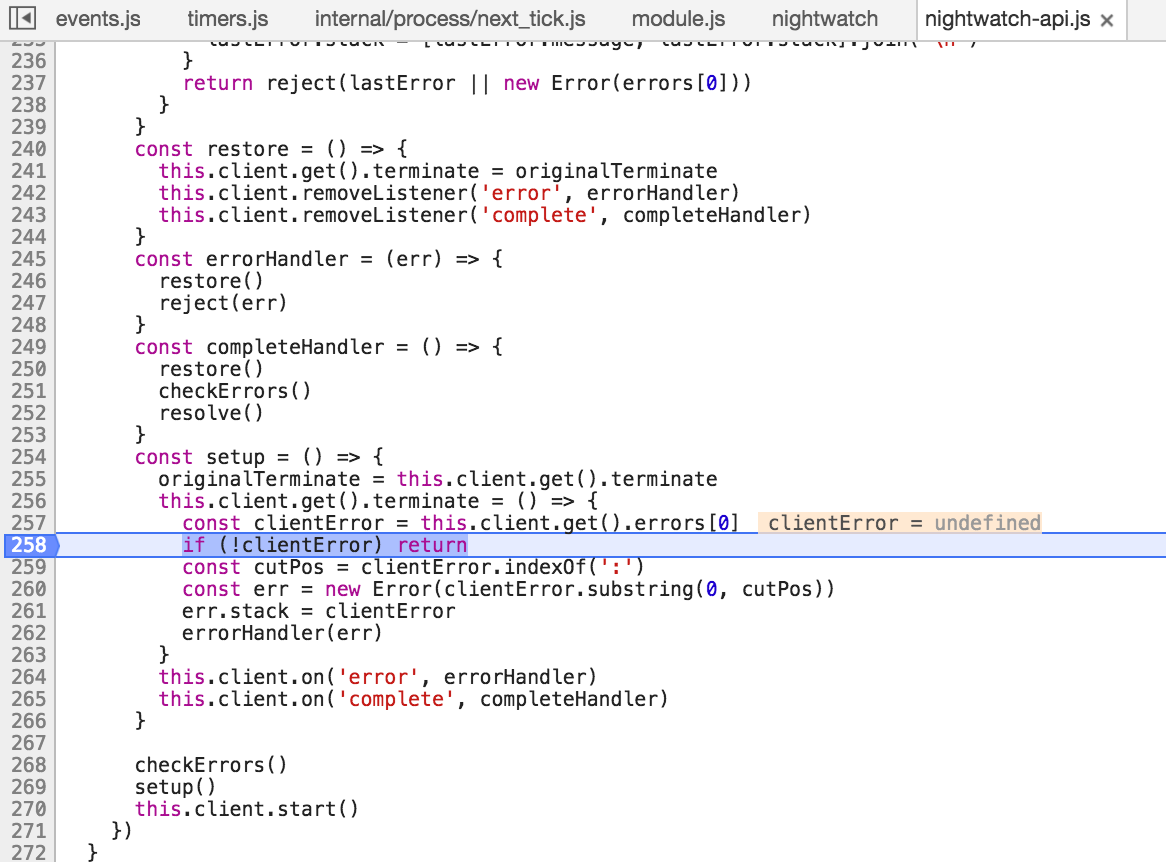 events.js timers.js internal/process/next_tick.js module.js nightwatch nightwatch-api.js ×
235 lastError.stack = [lastError.message, lastError.stack].join('\n')
236 }
237 return reject(lastError || new Error(errors[0]))
238 }
239 }
240 const restore = () => {
241 this.client.get().terminate = originalTerminate
242 this.client.removeListener('error', errorHandler)
243 this.client.removeListener('complete', completeHandler)
244 }
245 const errorHandler = (err) => {
246 restore()
247 reject(err)
248 }
249 const completeHandler = () => {
250 restore()
251 checkErrors()
252 resolve()
253 }
254 const setup = () => {
255 originalTerminate = this.client.get().terminate
256 this.client.get().terminate = () => {
257 const clientError = this.client.get().errors[0] clientError = undefined
258 if (!clientError) return
259 const cutPos = clientError.indexOf(':')
260 const err = new Error(clientError.substring(0, cutPos))
261 err.stack = clientError
262 errorHandler(err)
263 }
264 this.client.on('error', errorHandler)
265 this.client.on('complete', completeHandler)
266 }
267
268 checkErrors()
269 setup()
270 this.client.start()
271 })
272 }